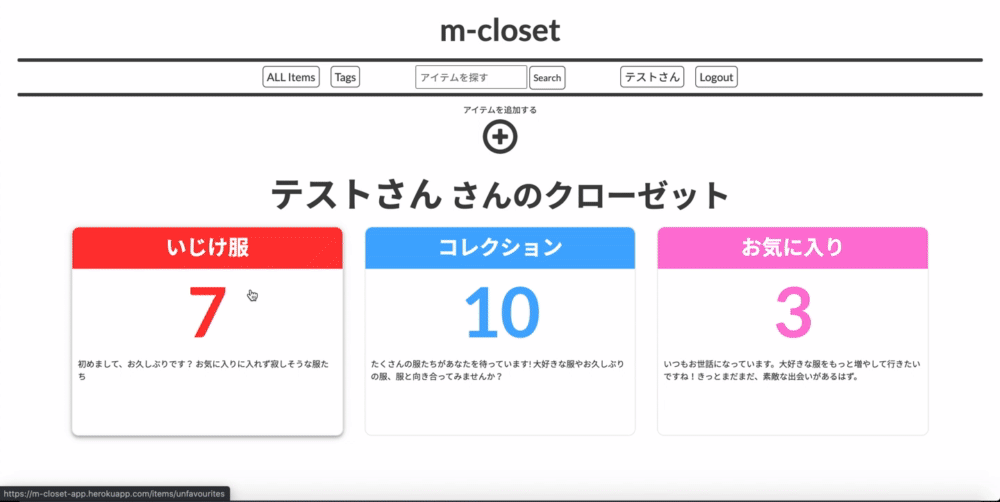 m-closet
ALL Items Tags アイテムを探す Search テストさん Logout
アイテムを追加する
テストさん さんのクローゼット
いじけ服
7
初めまして、お久しぶりです？ お気に入りに入れず寂しそうな服た
ち
コレクション
10
たくさんの服たちがあなたを待っています! 大好きな服やお久しぶり
の服、服と向き合ってみませんか？
お気に入り
3
いつもお世話になっています。大好きな服をもっと増やして行きたい
ですね！きっとまだまだ、素敵な出会いがあるはず。
https://m-closet-app.herokuapp.com/items/unfavourites